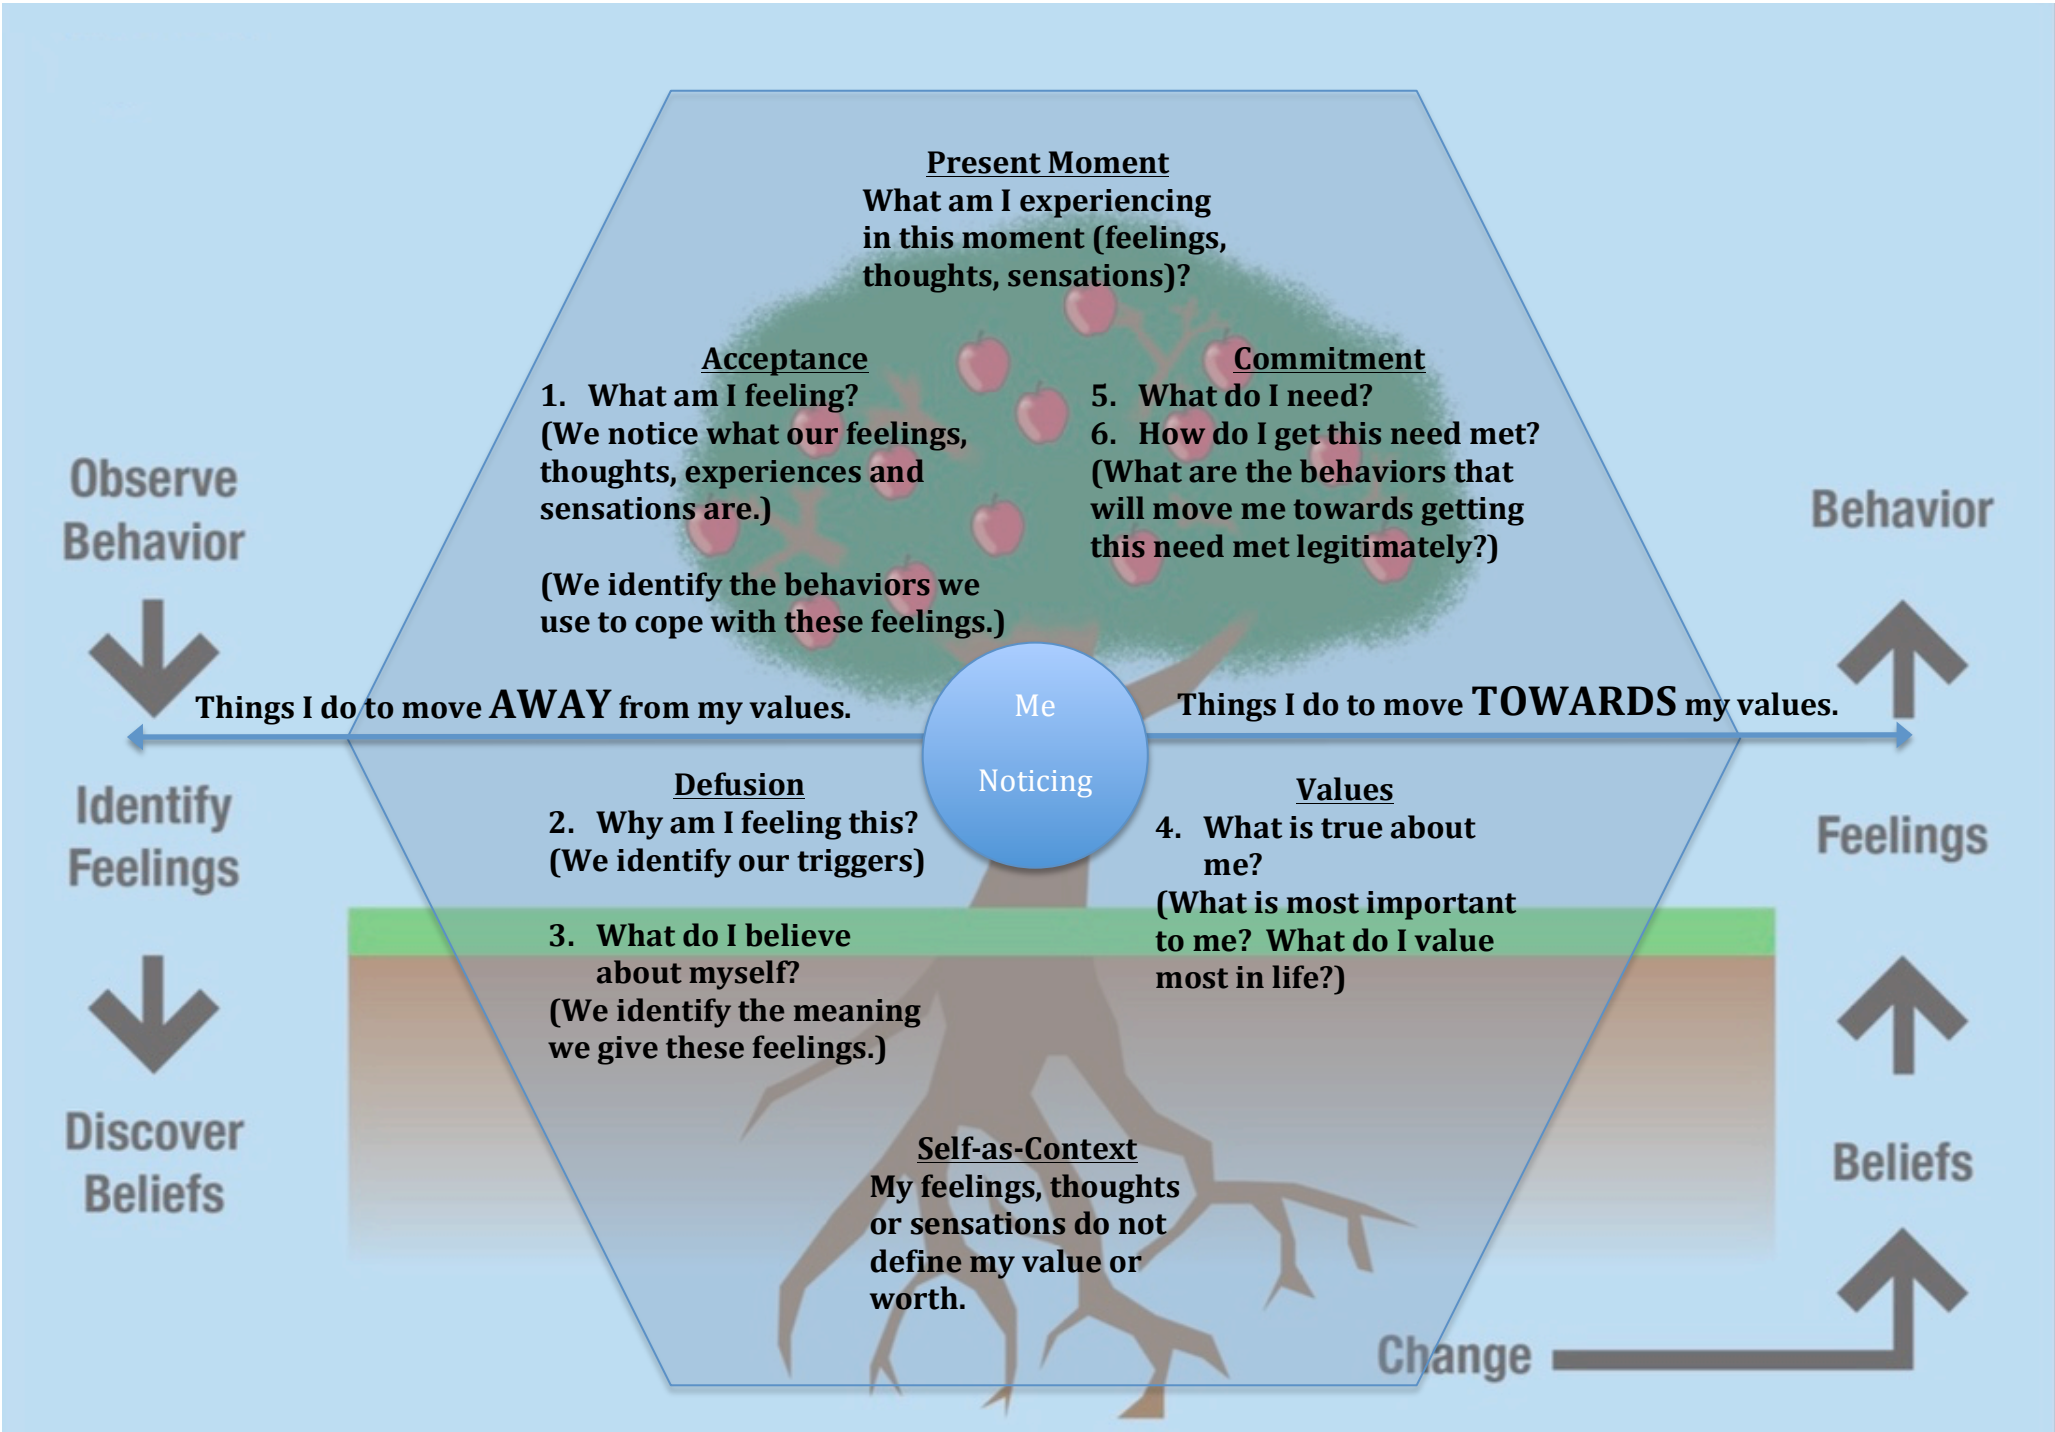 Present Moment
What am I experiencing
in this moment (feelings,
thoughts, sensations)?
Acceptance
1. What am I feeling?
(We notice what our feelings,
thoughts, experiences and
sensations are.)
(We identify the behaviors we
use to cope with these feelings.)
Commitment
5. What do I need?
6. How do I get this need met?
(What are the behaviors that
will move me towards getting
this need met legitimately?)
Observe
Behavior
Behavior
Things I do to move AWAY from my values.
Me
Noticing
Things I do to move TOWARDS my values.
Identify
Feelings
Defusion
2. Why am I feeling this?
(We identify our triggers)
3. What do I believe
about myself?
(We identify the meaning
we give these feelings.)
Values
4. What is true about
me?
(What is most important
to me?  What do I value
most in life?)
Feelings
Discover
Beliefs
Self-as-Context
My feelings, thoughts
or sensations do not
define my value or
worth.
Beliefs
Change